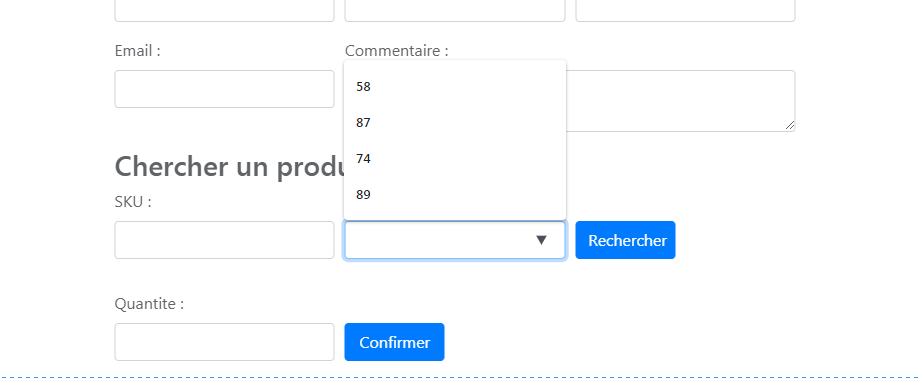 Email :
Commentaire :
58
87
74
89
Chercher un produ
SKU :
Rechercher
Quantite :
Confirmer